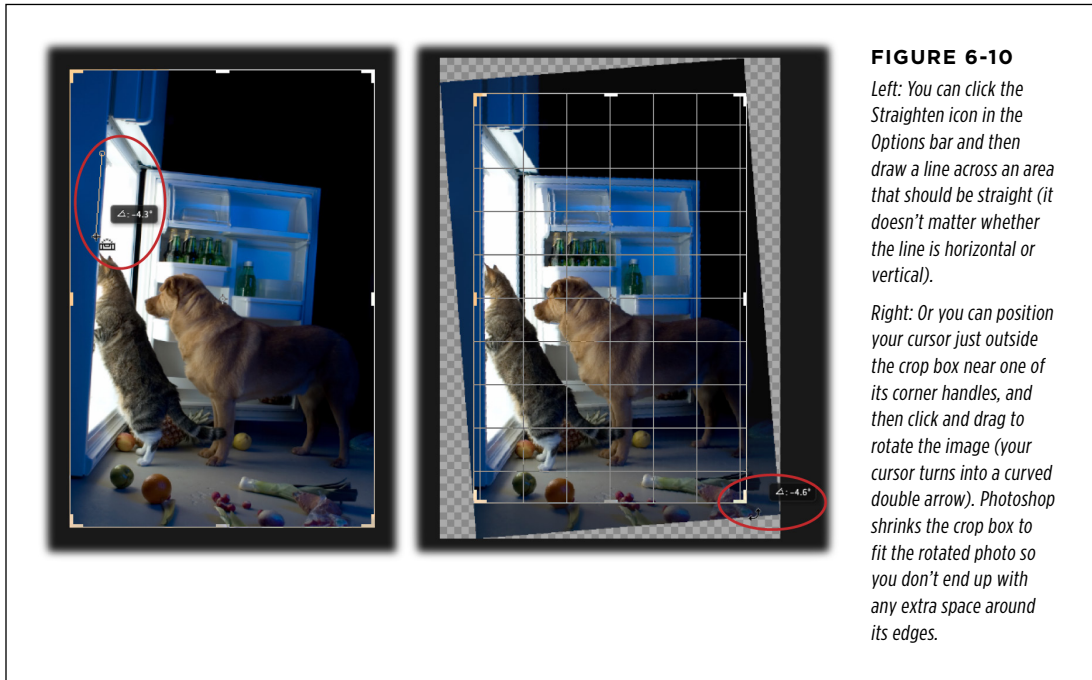 △: -4.3°
△: -4.6°
FIGURE 6-10
Left: You can click the
Straighten icon in the
Options bar and then
draw a line across an area
that should be straight (it
doesn’t matter whether
the line is horizontal or
vertical).
Right: Or you can position
your cursor just outside
the crop box near one of
its corner handles, and
then click and drag to
rotate the image (your
cursor turns into a curved
double arrow). Photoshop
shrinks the crop box to
fit the rotated photo so
you don’t end up with
any extra space around
its edges.